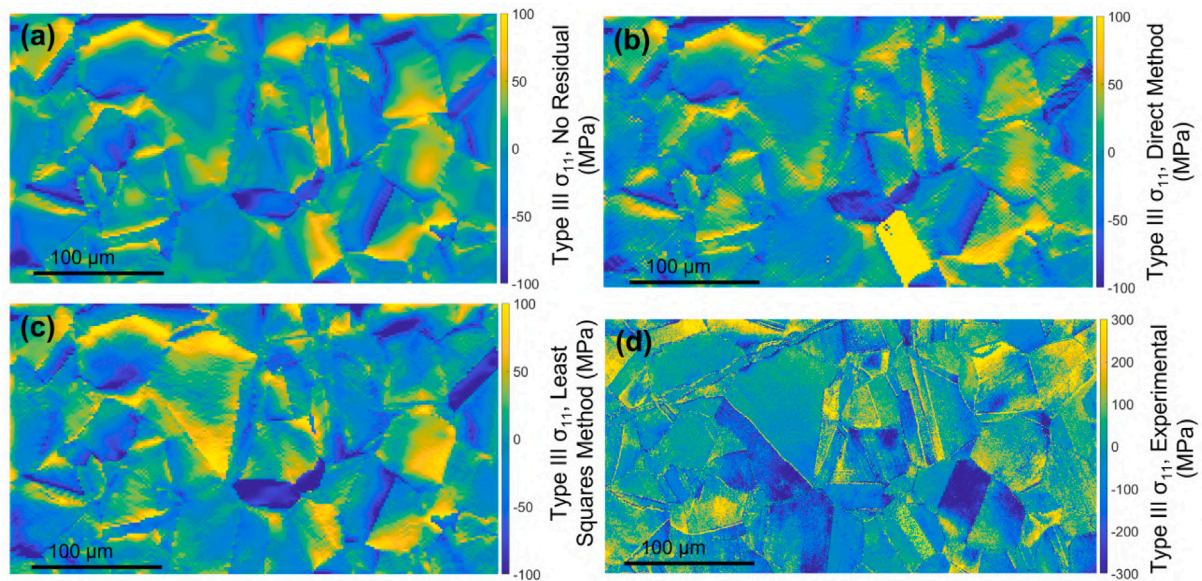 (a)
100 μm
100
50
0
-50
-100
Type III σ11, No Residual
(MPa)
(b)
100 μm
100
50
0
-50
-100
Type III σ11, Direct Method
(MPa)
(c)
100 μm
100
50
0
-50
-100
Type III σ11, Least
Squares Method (MPa)
(d)
100 μm
300
200
100
0
-100
-200
-300
Type III σ11, Experimental
(MPa)